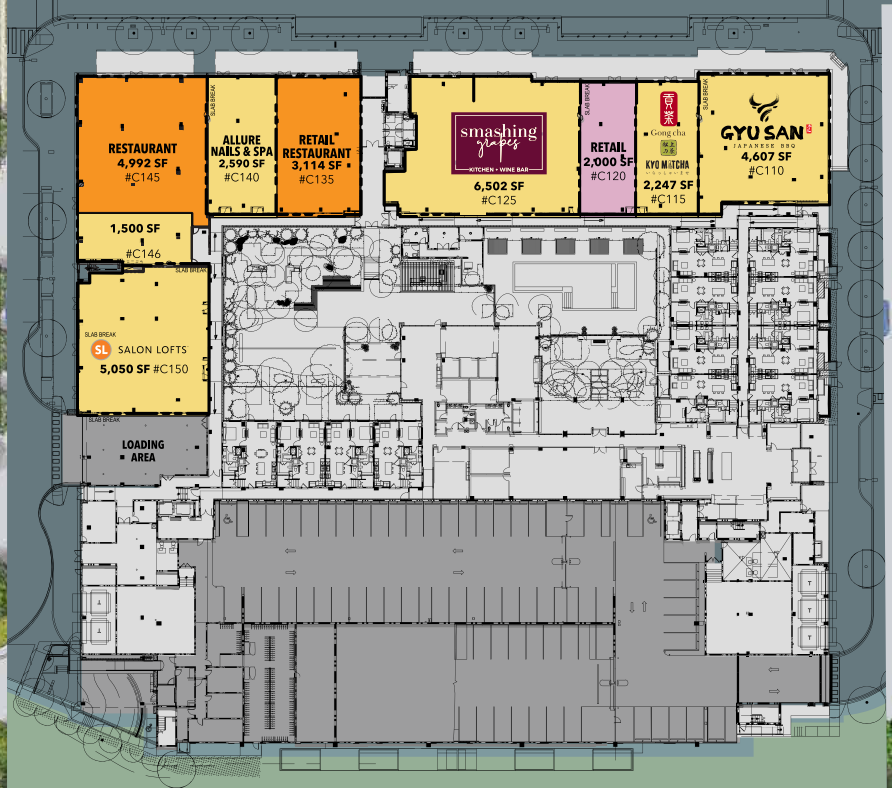 RESTAURANT
4,992 SF
#C145
SLAB BREAK
ALLURE
NAILS & SPA
2,590 SF
#C140
RETAIL
RESTAURANT
3,114 SF
#C135
smashing
grapes
KITCHEN • WINE BAR
6,502 SF
#C125
SLAB BREAK
RETAIL
2,000 SF
#C120
貢茶
Gong cha
KYO MATCHA
2,247 SF
#C115
SLAB BREAK
GYU SAN
JAPANESE BBQ
4,607 SF
#C110
1,500 SF
#C146
SLAB BREAK
SLAB BREAK
SL SALON LOFTS
5,050 SF #C150
SLAB BREAK
LOADING
AREA
T
T
T
T
T